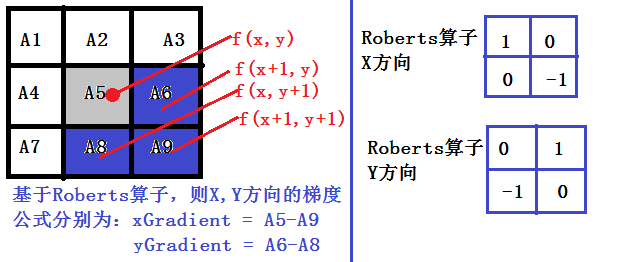 A1 A2 A3
f(x,y)
A4 A5 A6
f(x+1,y)
f(x,y+1)
f(x+1,y+1)
A7 A8 A9
基于Roberts算子，则X,Y方向的梯度
公式分别为：xGradient = A5-A9
yGradient = A6-A8
Roberts算子
X方向
1 0
0 -1
Roberts算子
Y方向
0 1
-1 0